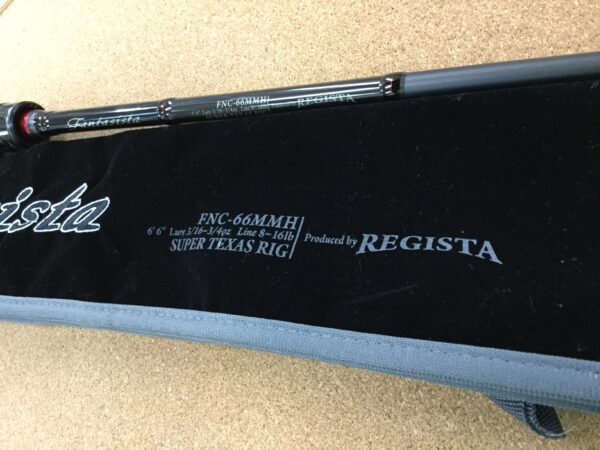 Fantasista
FNC-66MMH
REGISTA
ista
FNC-66MMH
6' 6" Lure 3/16~3/4oz Line 8~16lb
SUPER TEXAS RIG
Produced by REGISTA